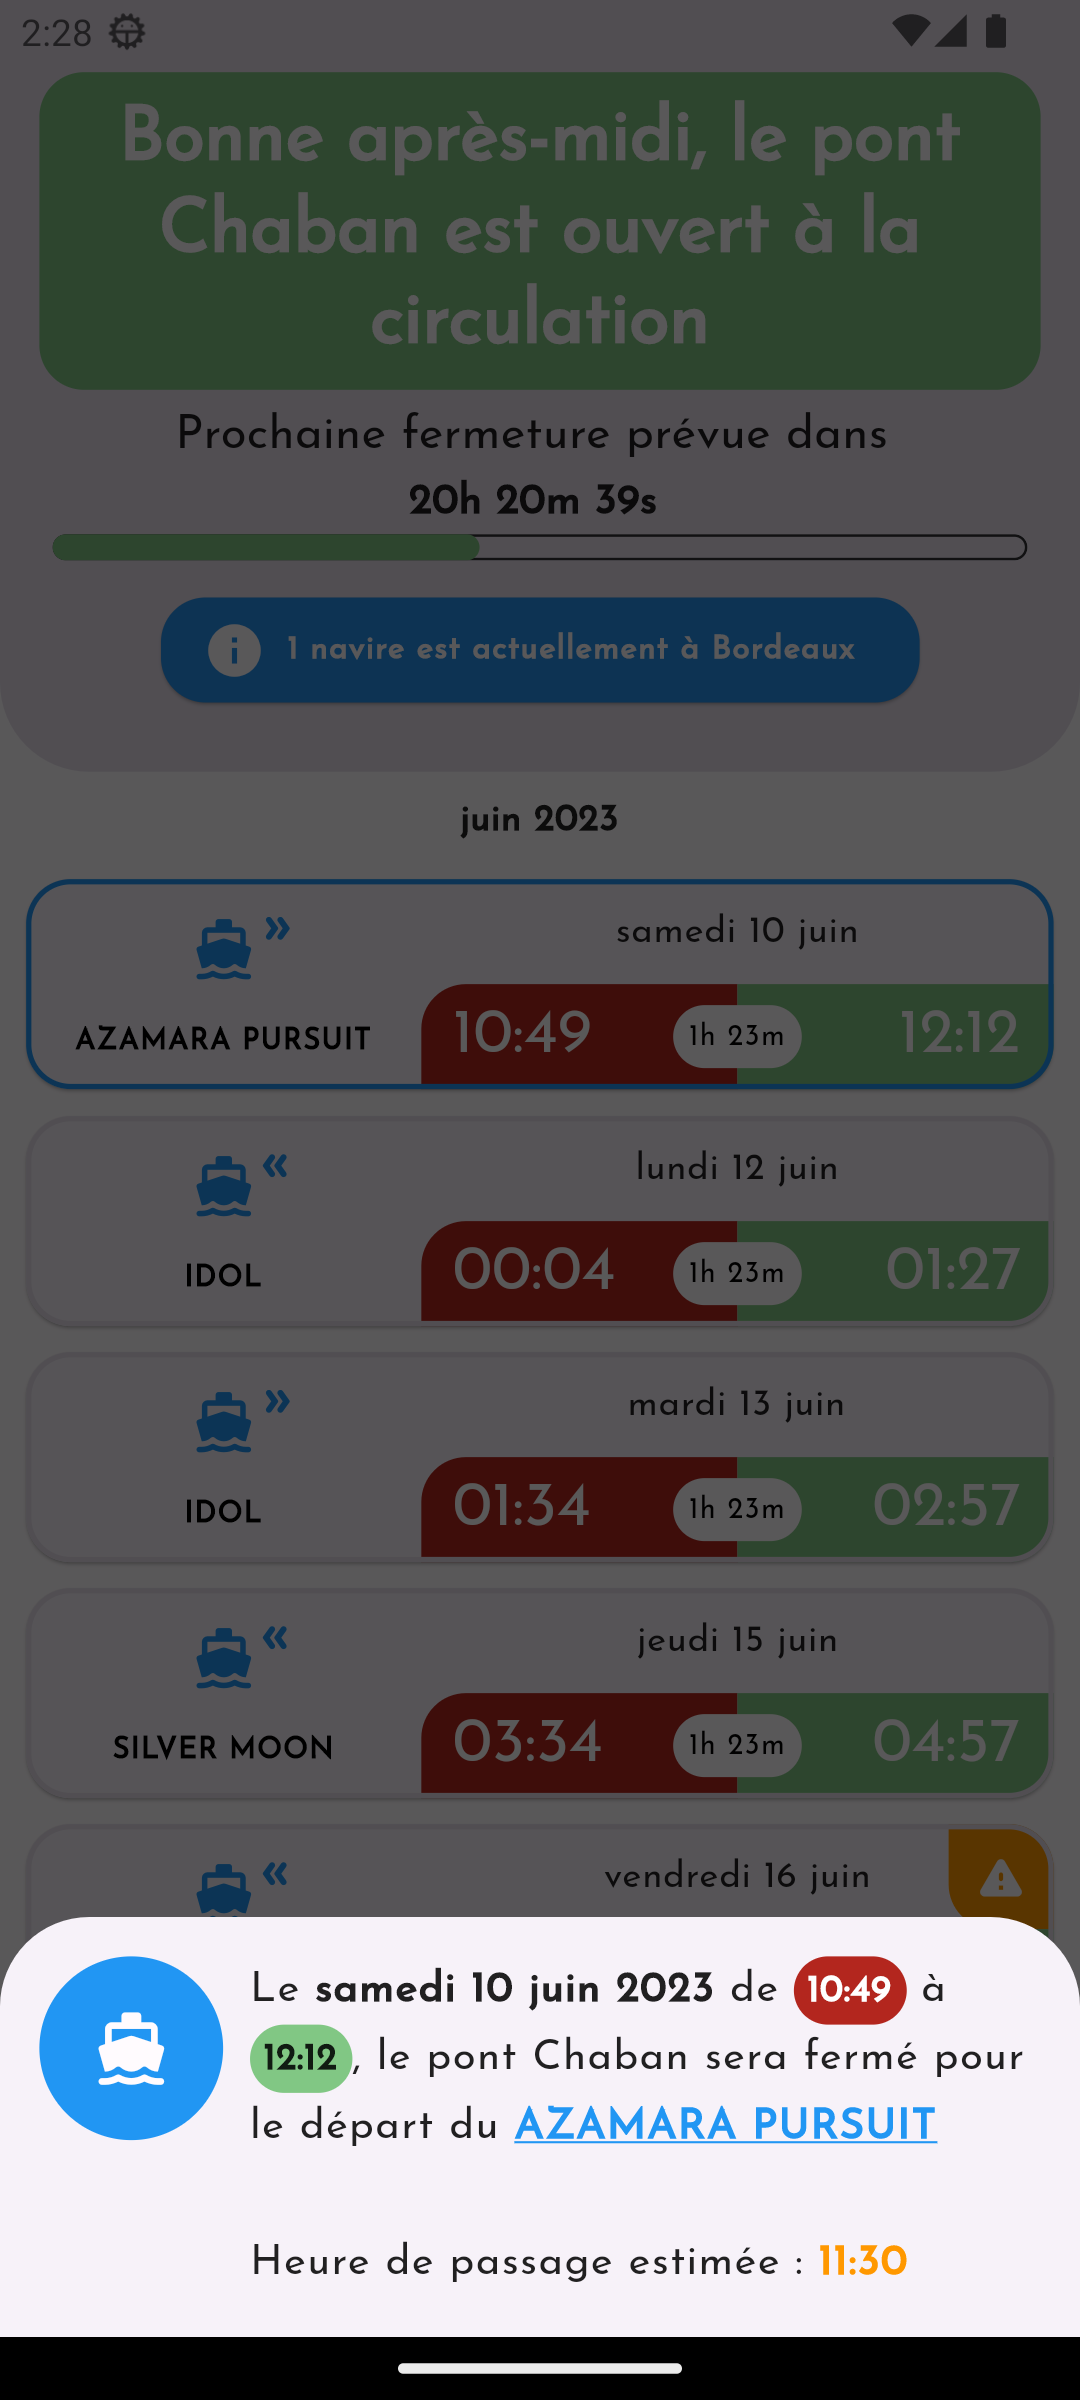 2:28
Bonne après-midi, le pont
Chaban est ouvert à la
circulation
Prochaine fermeture prévue dans
20h 20m 39s
1 navire est actuellement à Bordeaux
juin 2023
samedi 10 juin
AZAMARA PURSUIT
10:49 1h 23m 12:12
lundi 12 juin
IDOL
00:04 1h 23m 01:27
mardi 13 juin
IDOL
01:34 1h 23m 02:57
jeudi 15 juin
SILVER MOON
03:34 1h 23m 04:57
vendredi 16 juin
Le samedi 10 juin 2023 de 10:49 à
12:12, le pont Chaban sera fermé pour
le départ du AZAMARA PURSUIT
Heure de passage estimée : 11:30